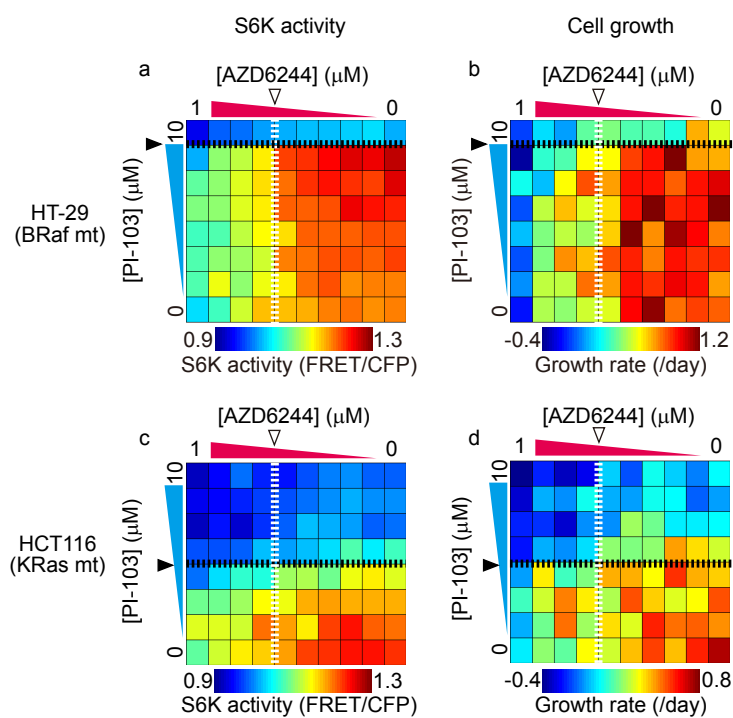 S6K activity Cell growth
a b
[AZD6244] (μM) [AZD6244] (μM)
1 0 1 0
10 10
HT-29
(BRaf mt)
[PI-103] (μM) [PI-103] (μM)
0 0
0.9 1.3 -0.4 1.2
S6K activity (FRET/CFP) Growth rate (/day)
c d
[AZD6244] (μM) [AZD6244] (μM)
1 0 1 0
10 10
HCT116
(KRas mt)
[PI-103] (μM) [PI-103] (μM)
0 0
0.9 1.3 -0.4 0.8
S6K activity (FRET/CFP) Growth rate (/day)